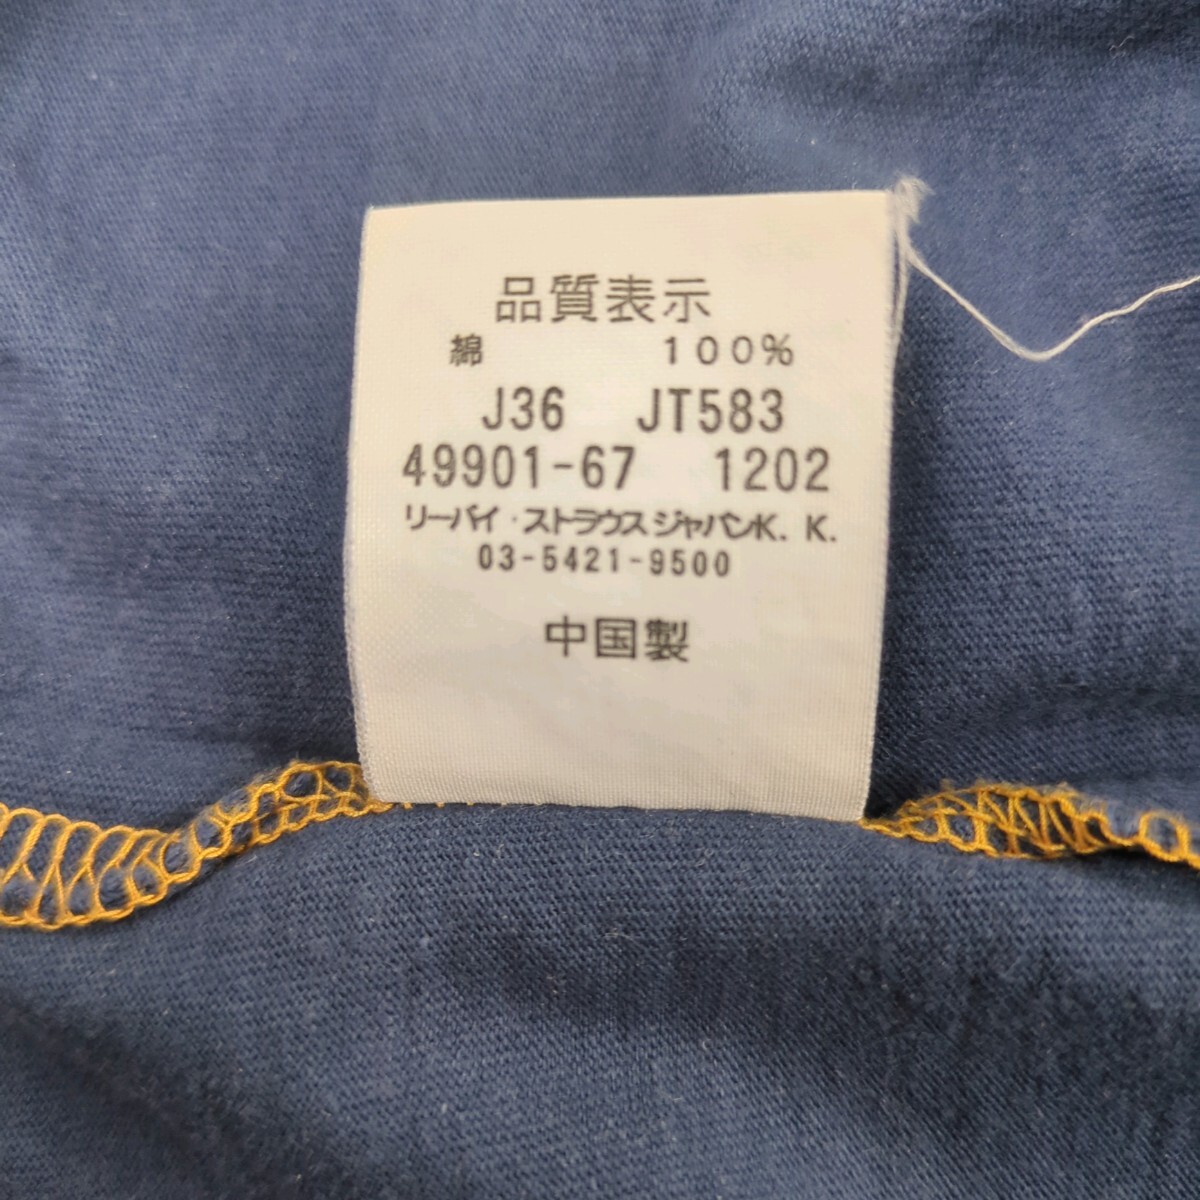 品質表示
綿 100%
J36 JT583
49901-67 1202
リーバイ・ストラウスジャパンK. K.
03-5421-9500
中国製